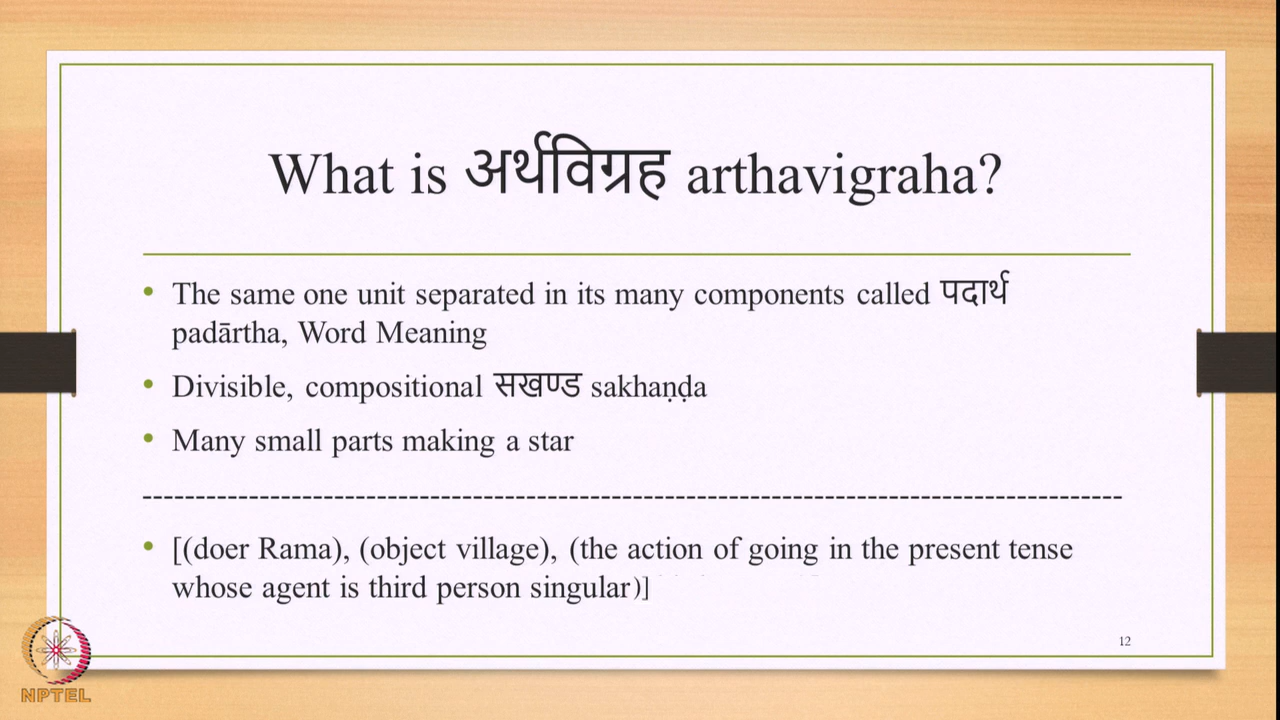 What is अर्थविग्रह arthavigraha?
• The same one unit separated in its many components called पदार्थ
padārtha, Word Meaning
• Divisible, compositional सखण्ड sakhaṇḍa
• Many small parts making a star
---------------------------------------------------------------------------------------------
• [(doer Rama), (object village), (the action of going in the present tense
whose agent is third person singular)]
12
NPTEL